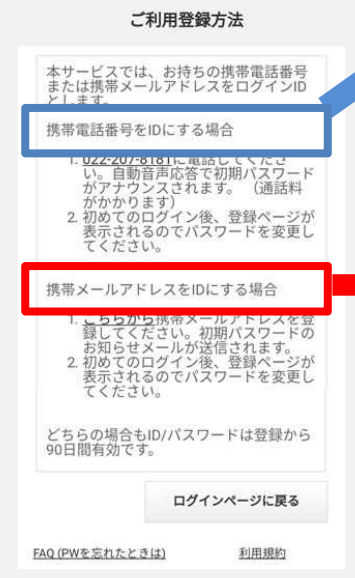 ご利用登録方法
本サービスでは、お持ちの携帯電話番号
または携帯メールアドレスをログインID
とします。
携帯電話番号をIDにする場合
1. 022-207-8181に電話してくださ
い。自動音声応答で初期パスワード
がアナウンスされます。（通話料
がかかります）
2. 初めてのログイン後、登録ページが
表示されるのでパスワードを変更し
てください。
携帯メールアドレスをIDにする場合
1. こちらから携帯メールアドレスを登
録してください。初期パスワードの
お知らせメールが送信されます。
2. 初めてのログイン後、登録ページが
表示されるのでパスワードを変更し
てください。
どちらの場合もID/パスワードは登録から
90日間有効です。
ログインページに戻る
FAQ (PWを忘れたときは) 利用規約